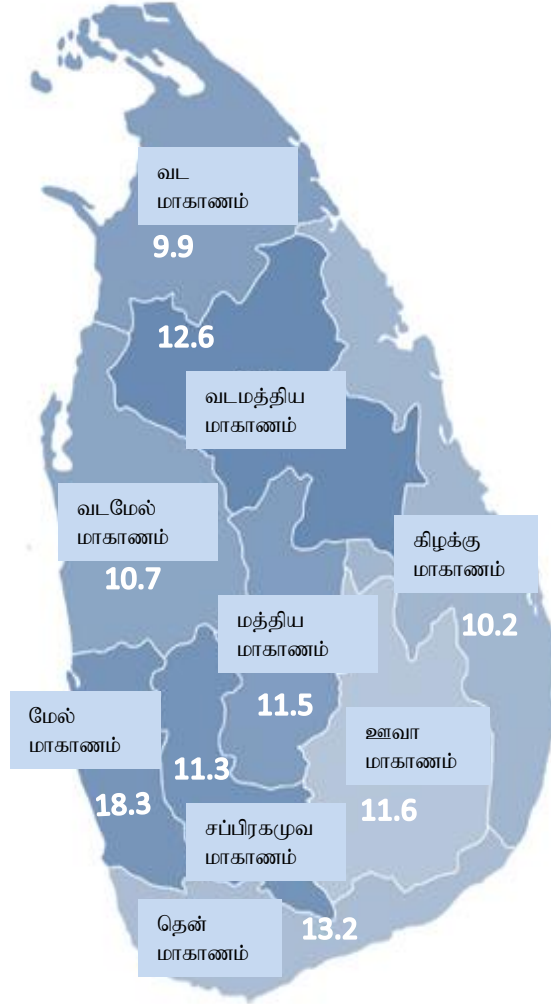 வட
மாகாணம்
9.9
12.6
வடமத்திய
மாகாணம்
வடமேல்
மாகாணம்
10.7
கிழக்கு
மாகாணம்
10.2
மத்திய
மாகாணம்
11.5
மேல்
மாகாணம்
18.3
11.3
ஊவா
மாகாணம்
11.6
சப்பிரகமுவ
மாகாணம்
தென்
மாகாணம்
13.2